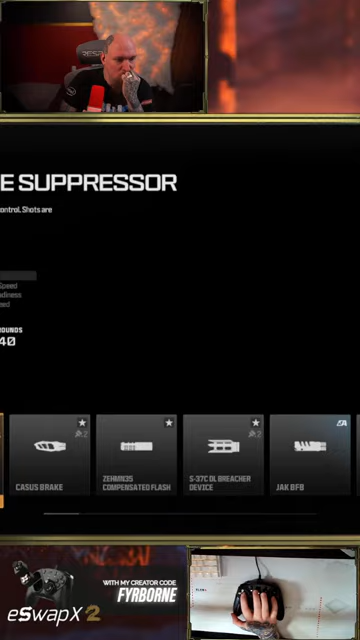 E SUPPRESSOR
ontrol. Shots are
Speed
adiness
eed
ROUNDS
40
CASUS BRAKE
ZEHMN35
COMPENSATED FLASH
S-37C DL BREACHER
DEVICE
JAK BFB
WITH MY CREATOR CODE
FYRBORNE
eSwapX 2